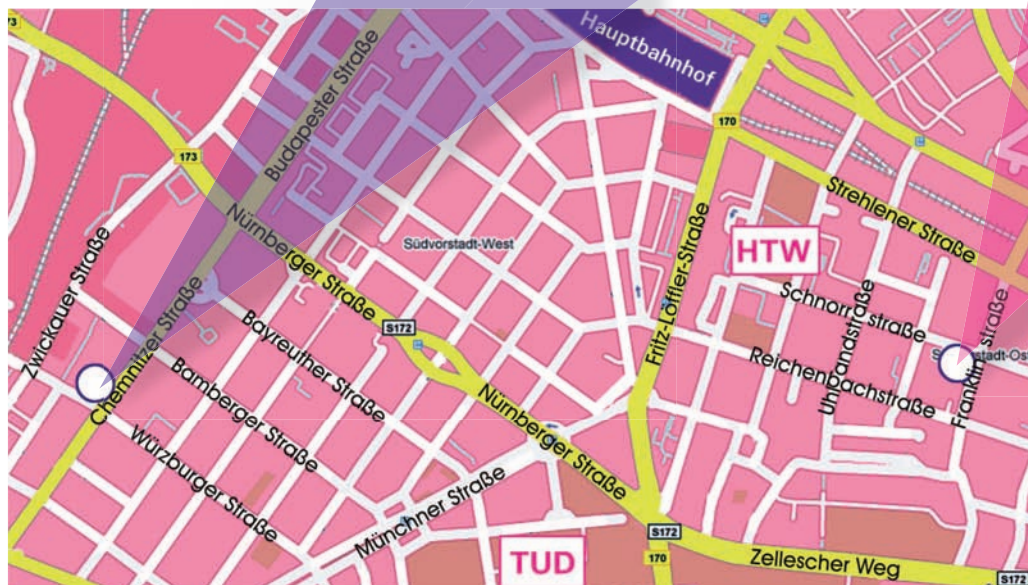 73
Hauptbahnhof
Budapester Straße
173
170
Strehlener Straße
Nürnberger Straße
Südvorstadt-West
HTW
Fritz-Löffler-Straße
Zwickauer Straße
Chemnitzer Straße
Schnorrstraße
S172
Bayreuther Straße
Uhlandstraße
Reichenbachstraße
Franklinstraße
Bamberger Straße
Nürnberger Straße
Würzburger Straße
Münchner Straße
S172
TUD
170
Zellescher Weg
S172